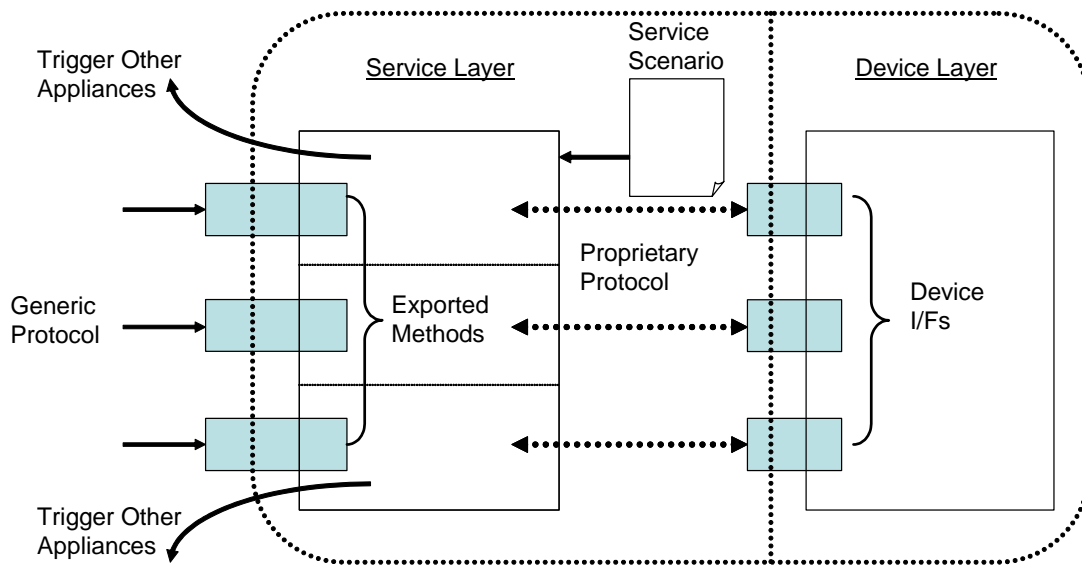 Trigger Other
Appliances
Service Layer
Service
Scenario
Device Layer
Generic
Protocol
Exported
Methods
Proprietary
Protocol
Device
I/Fs
Trigger Other
Appliances